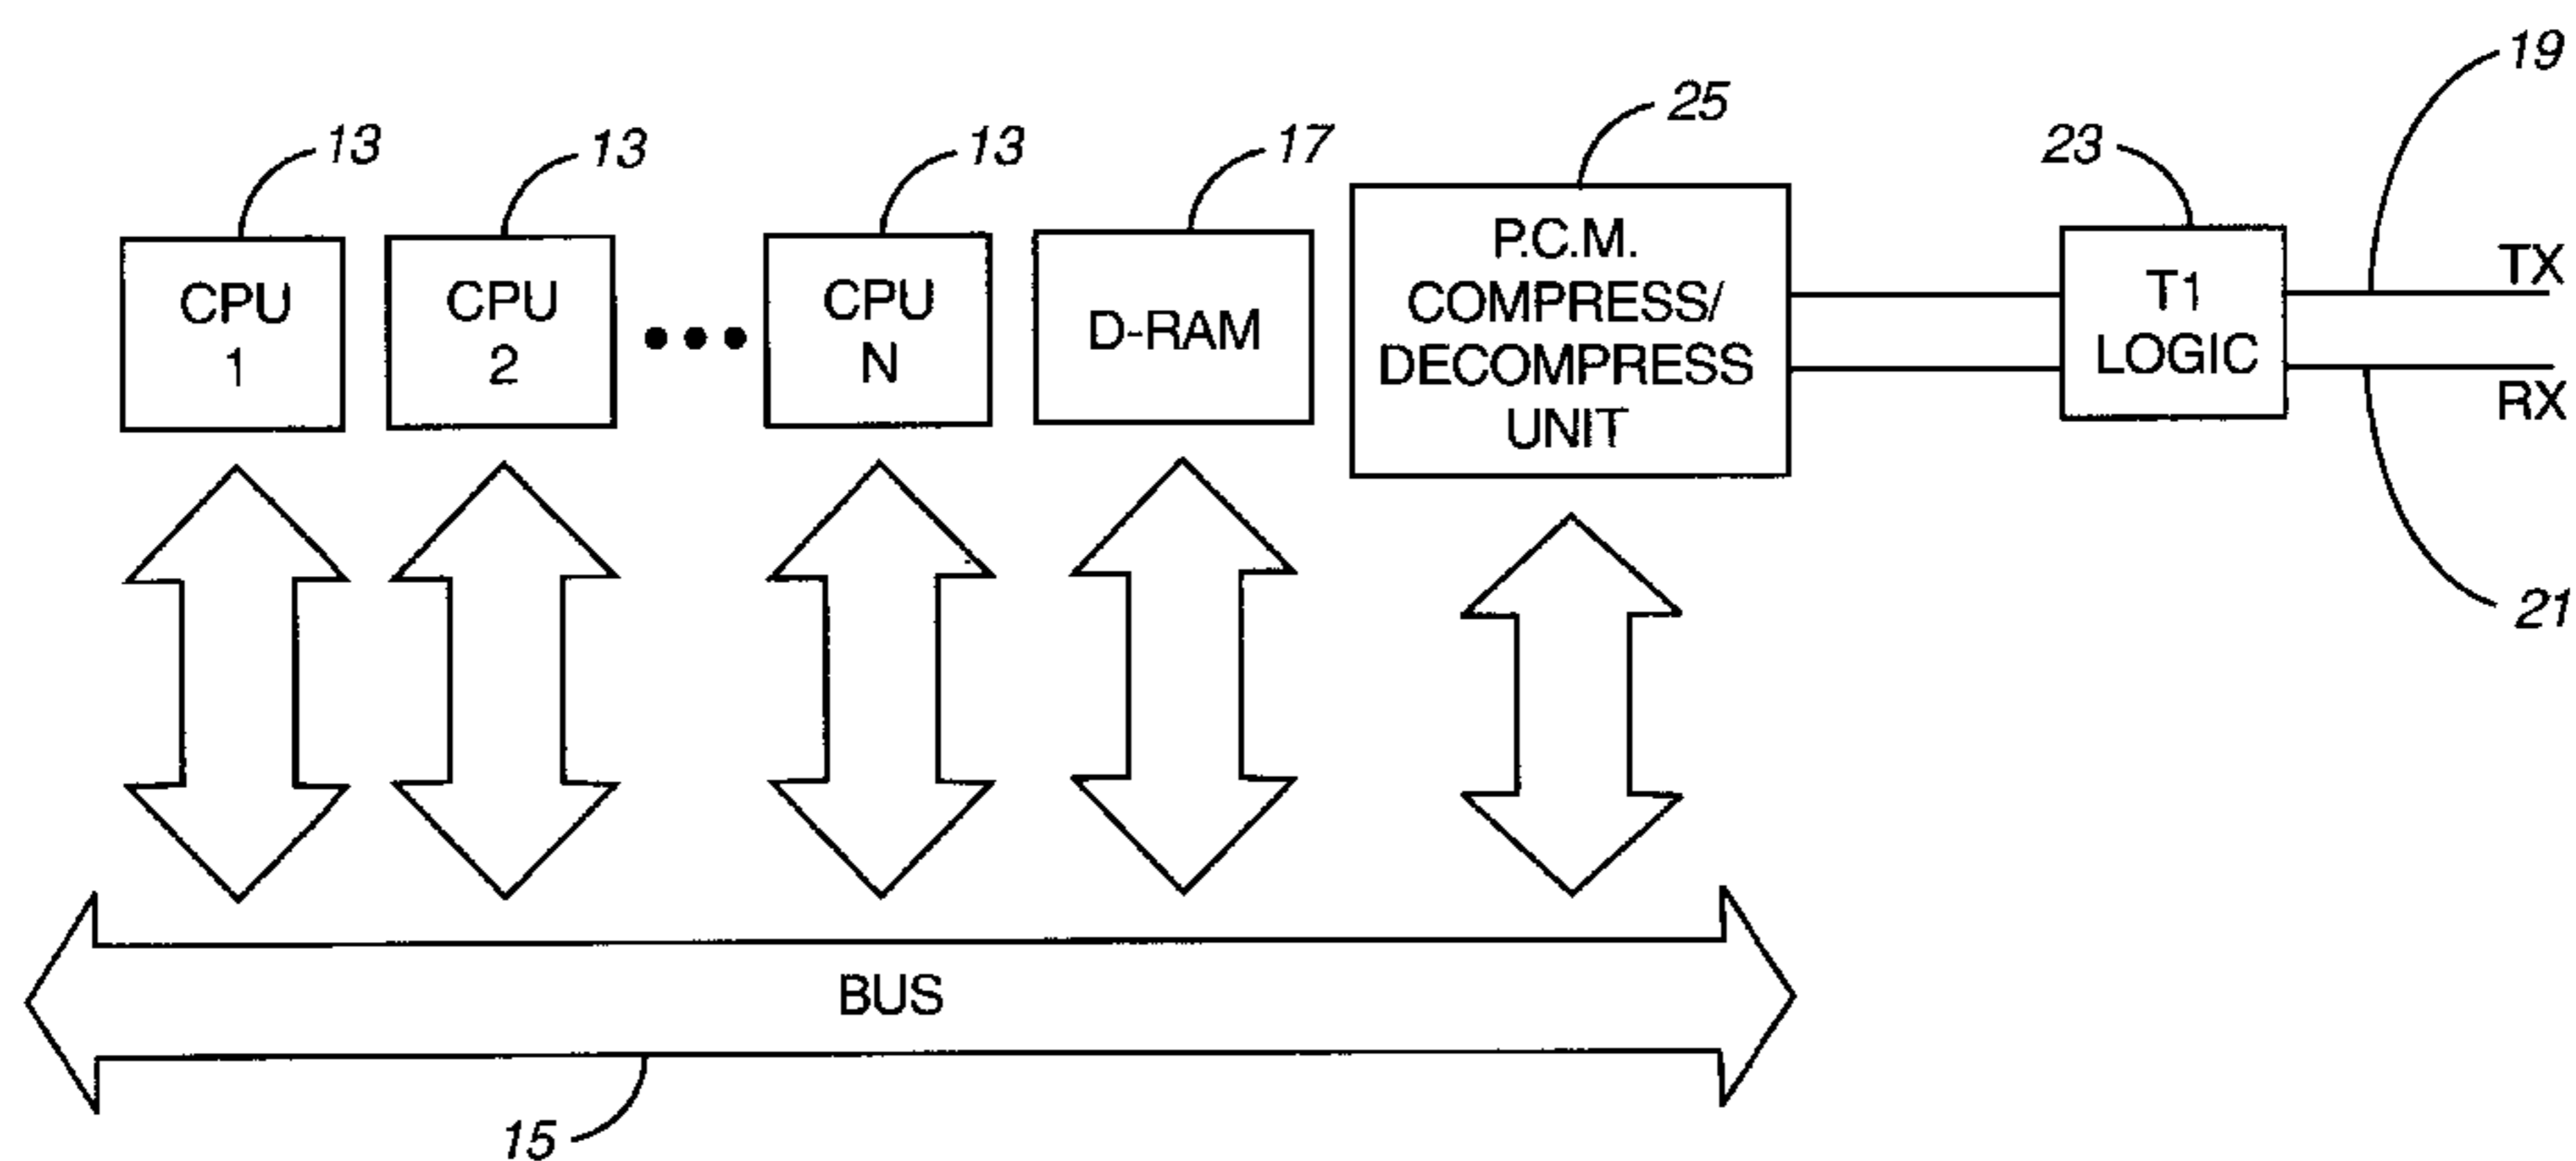 19
25
13
13
13
17
23
CPU
1
CPU
2
CPU
N
D-RAM
P.C.M.
COMPRESS/
DECOMPRESS
UNIT
T1
LOGIC
TX
RX
21
BUS
15